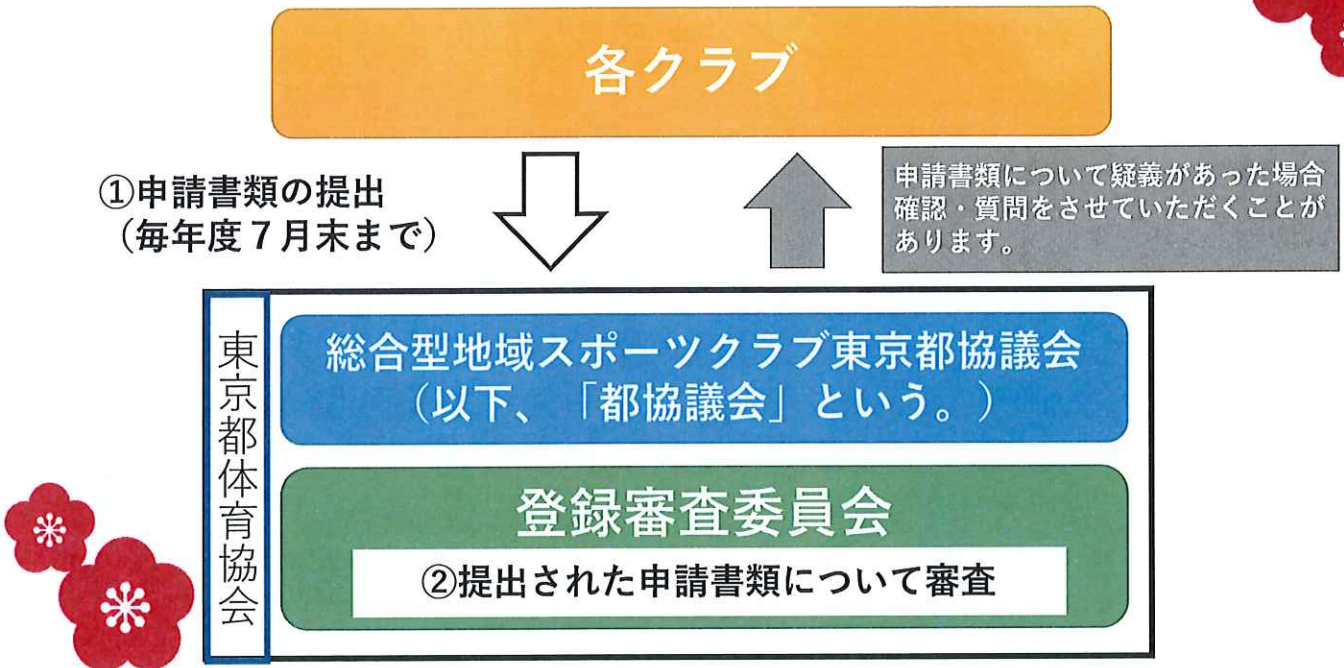 各クラブ
①申請書類の提出
（毎年度７月末まで）
申請書類について疑義があった場合
確認・質問をさせていただくことが
あります。
東京都体育協会
総合型地域スポーツクラブ東京都協議会
（以下、「都協議会」という。）
登録審査委員会
②提出された申請書類について審査